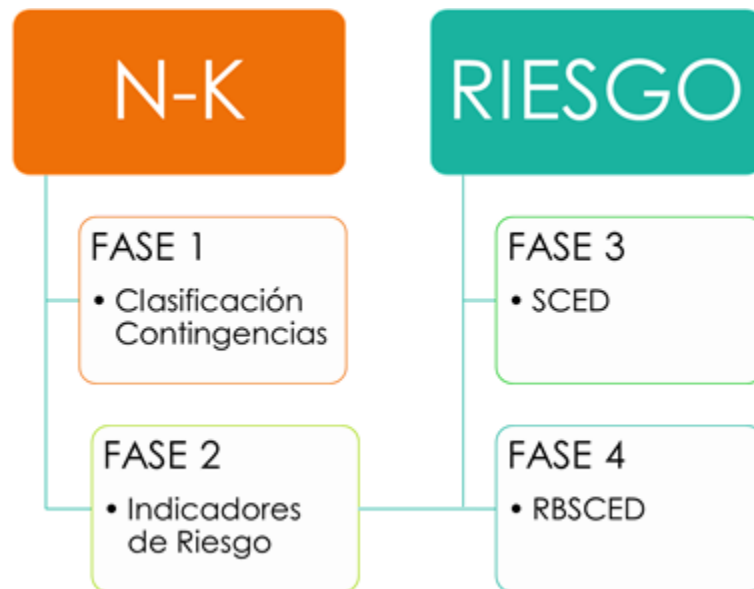 N-K
FASE 1
• Clasificación
Contingencias
FASE 2
• Indicadores
de Riesgo
RIESGO
FASE 3
• SCED
FASE 4
• RBSCED